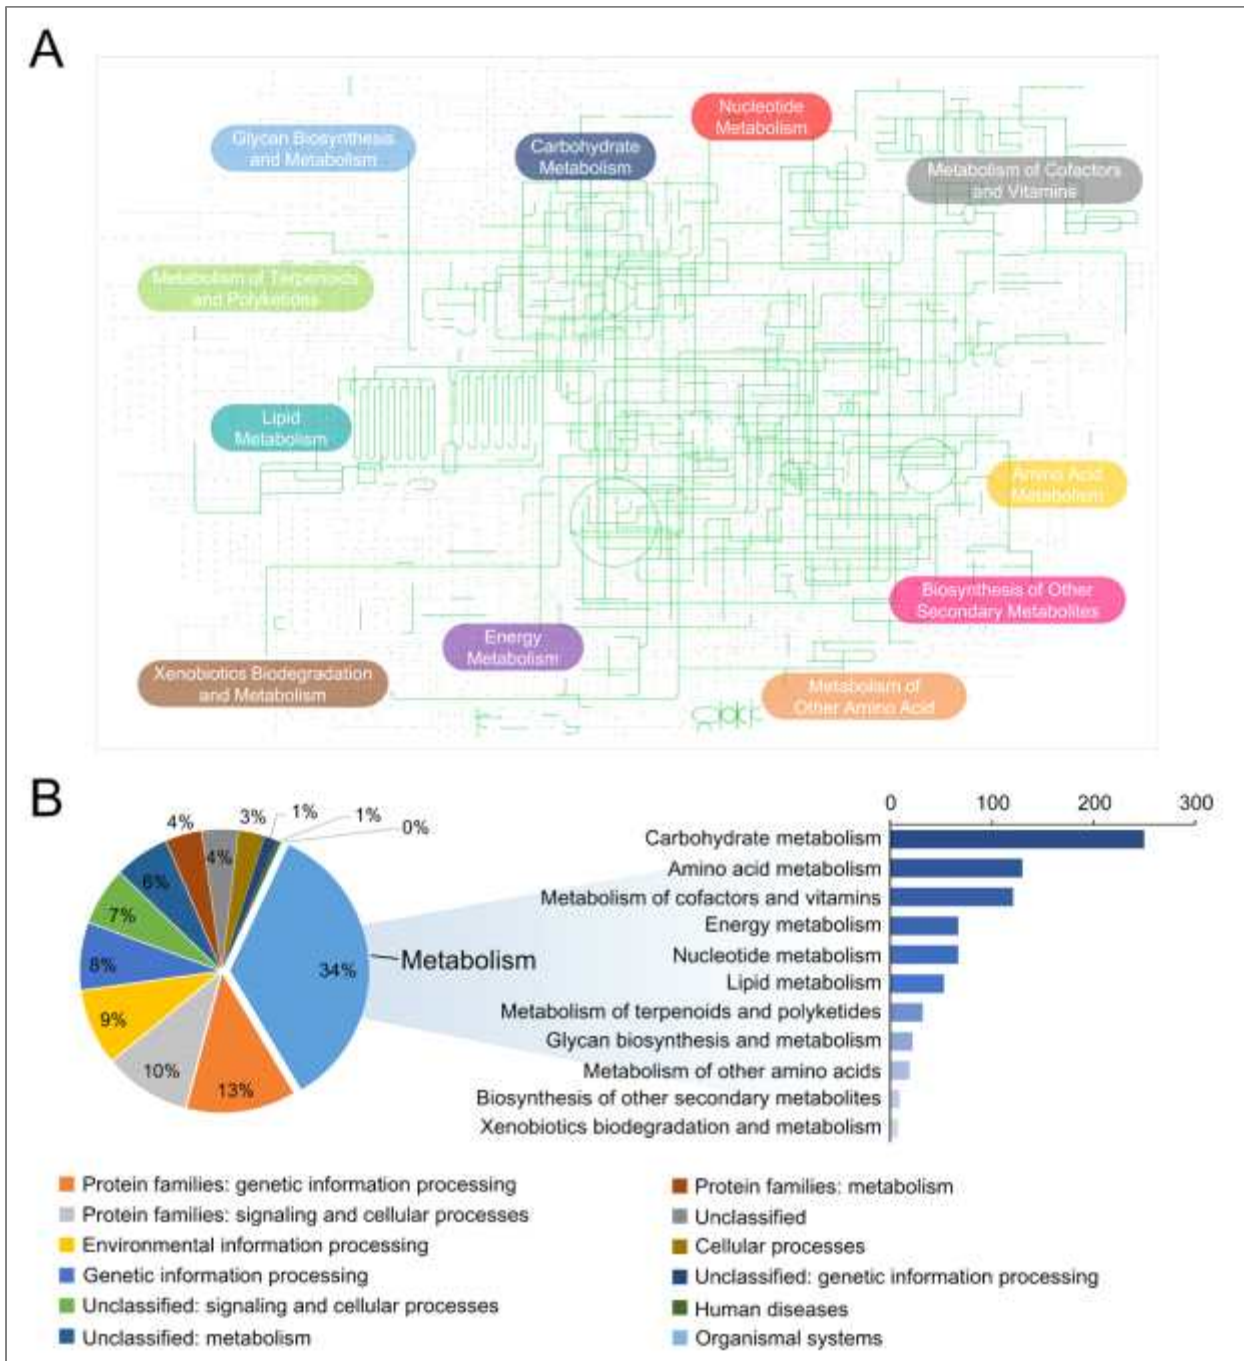 A
Nucleotide
Metabolism
Glycan Biosynthesis
and Metabolism
Carbohydrate
Metabolism
Metabolism of Cofactors
and Vitamins
Metabolism of Terpenoids
and Polyketions
Lipid
Metabolism
Amino Acid
Metabolism
Biosynthesis of Other
Secondary Metabolites
Energy
Metabolism
Xenobiotics Biodegradation
and Metabolism
Metabolism of
Other Amino Acid
B
4%
4%
3%
1%
1%
0%
6%
7%
8%
9%
10%
13%
34%
Metabolism
0 100 200 300
Carbohydrate metabolism
Amino acid metabolism
Metabolism of cofactors and vitamins
Energy metabolism
Nucleotide metabolism
Lipid metabolism
Metabolism of terpenoids and polyketides
Glycan biosynthesis and metabolism
Metabolism of other amino acids
Biosynthesis of other secondary metabolites
Xenobiotics biodegradation and metabolism
Protein families: genetic information processing
Protein families: signaling and cellular processes
Environmental information processing
Genetic information processing
Unclassified: signaling and cellular processes
Unclassified: metabolism
Protein families: metabolism
Unclassified
Cellular processes
Unclassified: genetic information processing
Human diseases
Organismal systems